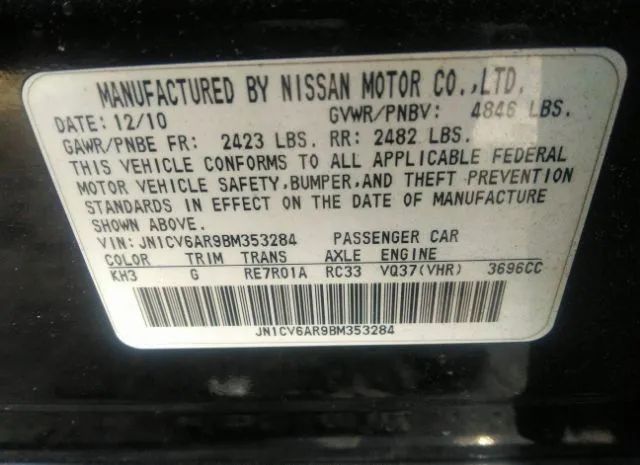 MANUFACTURED BY NISSAN MOTOR CO.,LTD.
DATE: 12/10 GVWR/PNBV: 4846 LBS.
GAWR/PNBE FR: 2423 LBS. RR: 2482 LBS.
THIS VEHICLE CONFORMS TO ALL APPLICABLE FEDERAL
MOTOR VEHICLE SAFETY,BUMPER,AND THEFT PREVENTION
STANDARDS IN EFFECT ON THE DATE OF MANUFACTURE
SHOWN ABOVE.
VIN: JN1CV6AR9BM353284 PASSENGER CAR
COLOR TRIM TRANS AXLE ENGINE
KH3 G RE7R01A RC33 VQ37(VHR) 3696CC
JN1CV6AR9BM353284